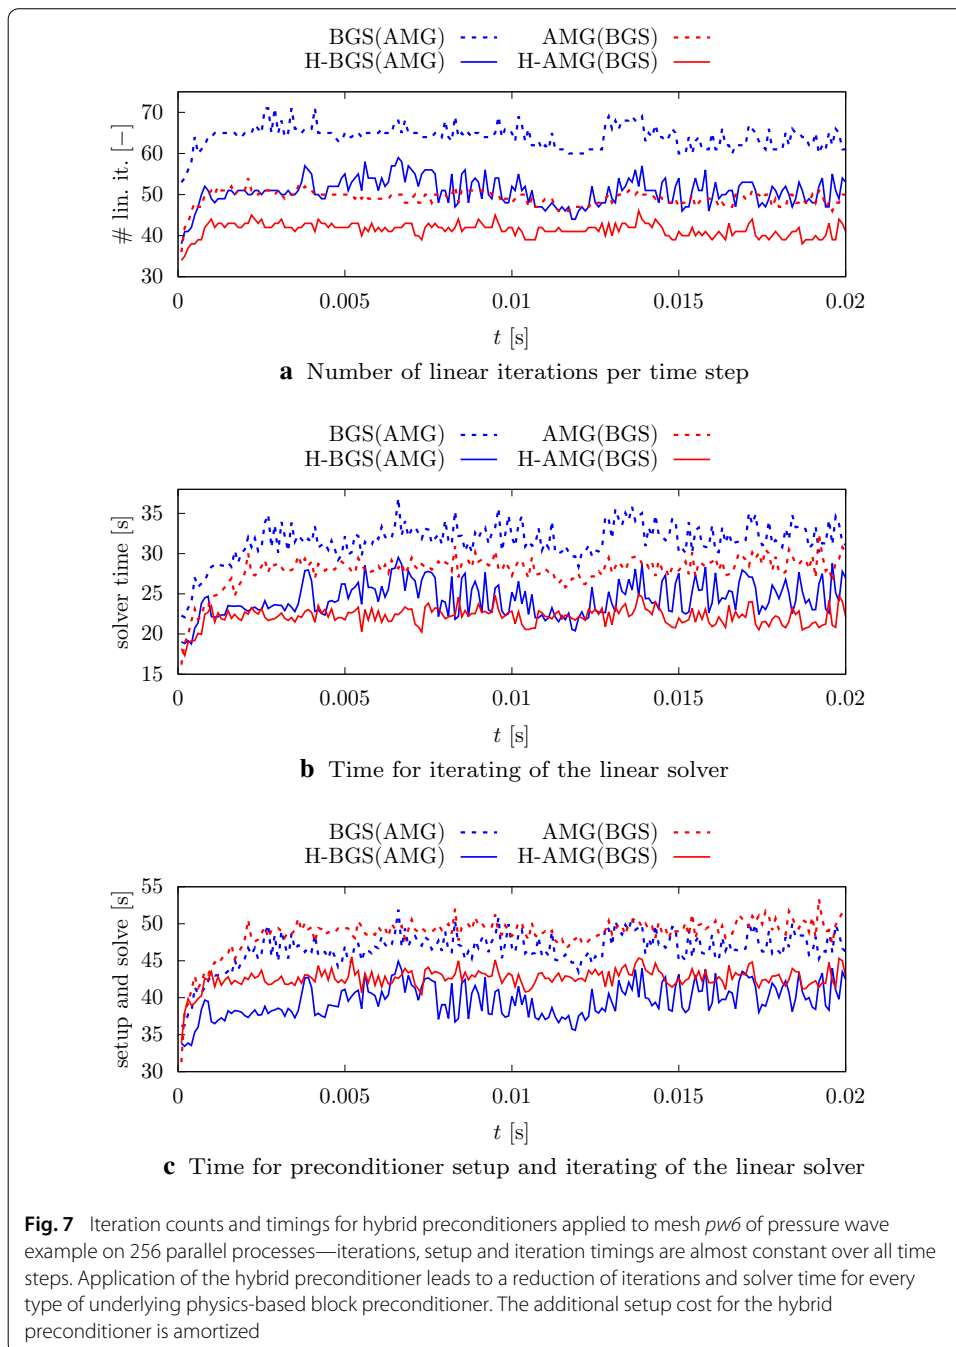 BGS(AMG) AMG(BGS)
H-BGS(AMG) H-AMG(BGS)
# lin. it. [−]
70
60
50
40
30
0 0.005 0.01 0.015 0.02
t [s]
a Number of linear iterations per time step
BGS(AMG) AMG(BGS)
H-BGS(AMG) H-AMG(BGS)
solver time [s]
35
30
25
20
15
0 0.005 0.01 0.015 0.02
t [s]
b Time for iterating of the linear solver
BGS(AMG) AMG(BGS)
H-BGS(AMG) H-AMG(BGS)
setup and solve [s]
55
50
45
40
35
30
0 0.005 0.01 0.015 0.02
t [s]
c Time for preconditioner setup and iterating of the linear solver
Fig. 7 Iteration counts and timings for hybrid preconditioners applied to mesh pw6 of pressure wave
example on 256 parallel processes—iterations, setup and iteration timings are almost constant over all time
steps. Application of the hybrid preconditioner leads to a reduction of iterations and solver time for every
type of underlying physics-based block preconditioner. The additional setup cost for the hybrid
preconditioner is amortized